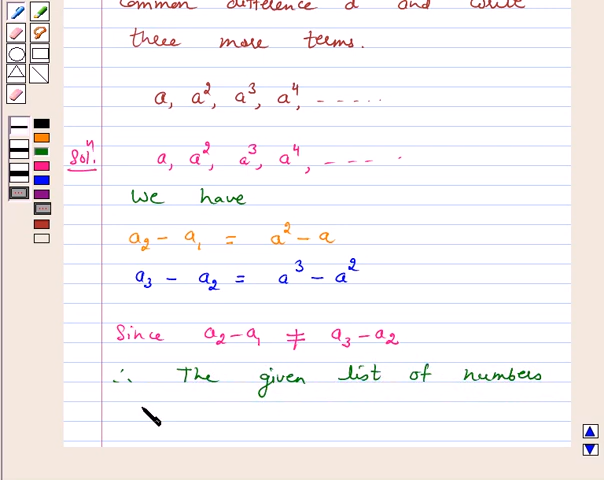 common difference d and write
three more terms.
a, a², a³, a⁴, ......
Solⁿ. a, a², a³, a⁴, ......
We have
a₂ - a₁ = a² - a
a₃ - a₂ = a³ - a²
Since a₂ - a₁ ≠ a₃ - a₂
∴ The given list of numbers